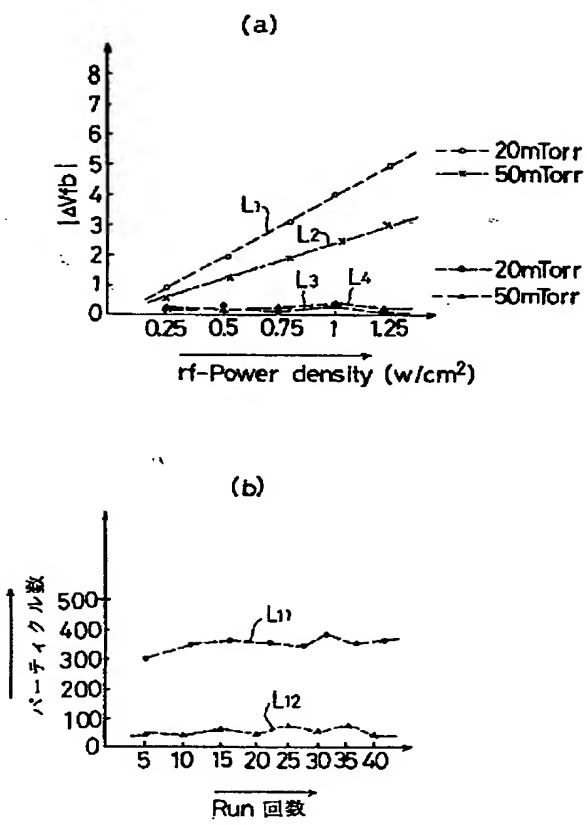 (a)
8
7
6
5
4
3
2
1
0
|ΔVfb|
L1
L2
L3
L4
20mTorr
50mTorr
20mTorr
50mTorr
0.25 0.5 0.75 1 1.25
rf-Power density (w/cm²)
(b)
500
400
300
200
100
0
パーティクル数
L11
L12
5 10 15 20 25 30 35 40
Run 回数